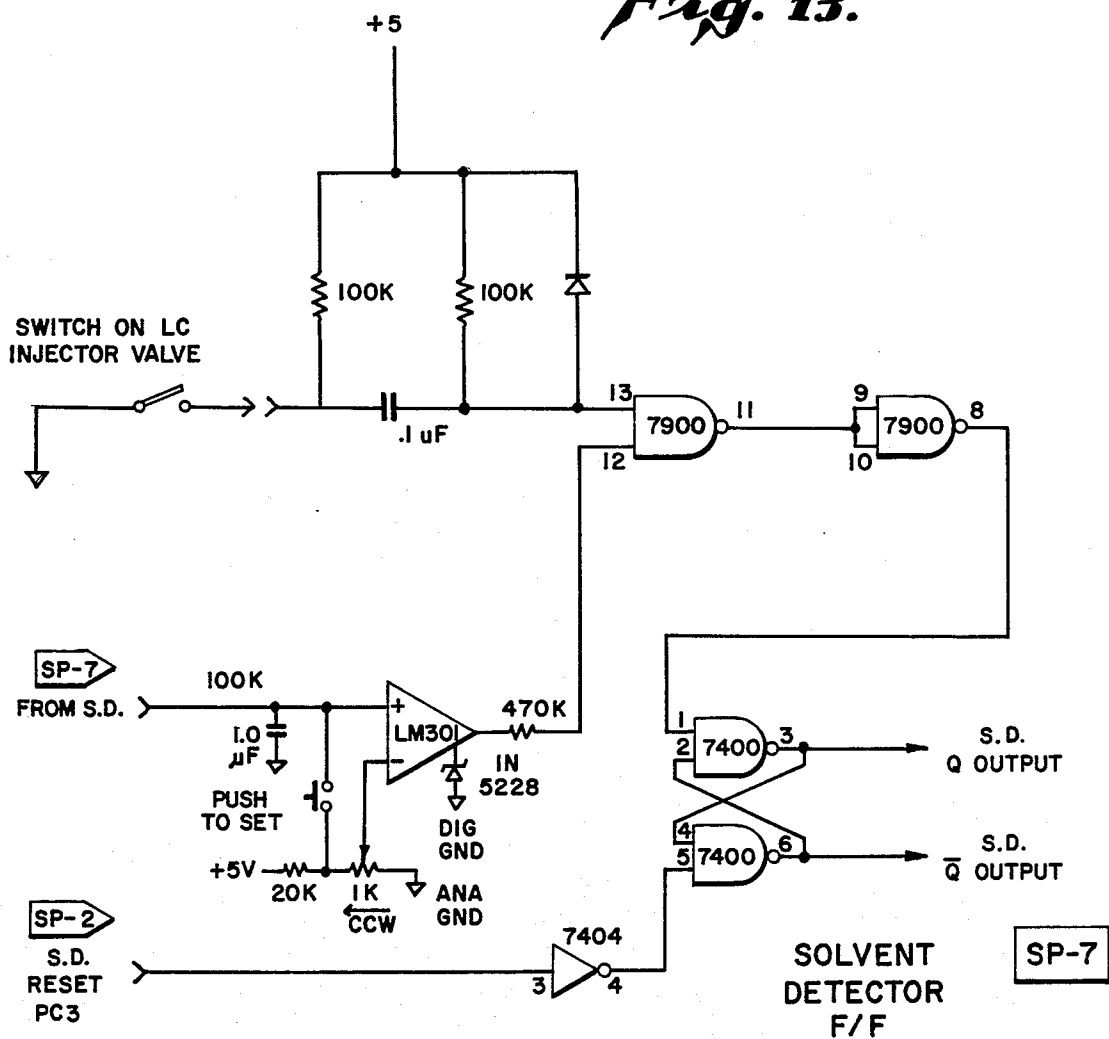 Fig. 13.
+5
100K
100K
SWITCH ON LC
INJECTOR VALVE
.1 uF
13
12
7900
11
9
10
7900
8
SP-7
FROM S.D.
100K
1.0
µF
+
LM301
-
470K
IN
5228
PUSH
TO SET
DIG
GND
+5V
20K
1K
CCW
ANA
GND
1
2
7400
3
S.D.
Q OUTPUT
4
5
7400
6
S.D.
Q̅ OUTPUT
SP-2
S.D.
RESET
PC3
7404
3
4
SOLVENT
DETECTOR
F/F
SP-7